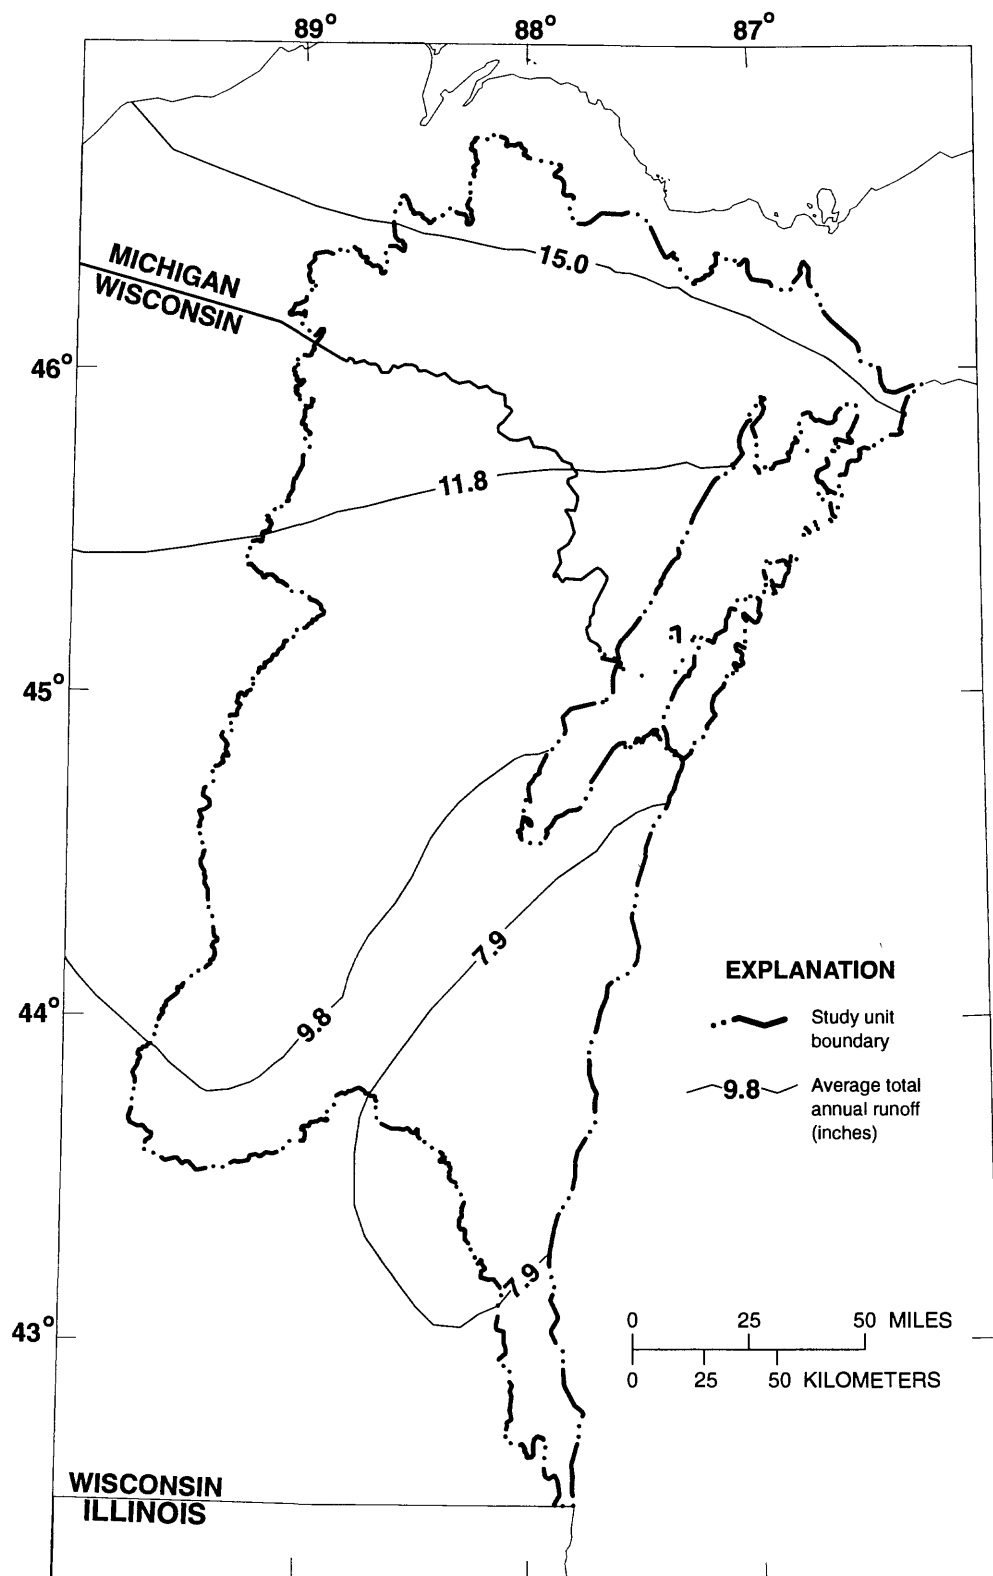 89°
88°
87°
MICHIGAN
WISCONSIN
15.0
46°
11.8
45°
7.9
EXPLANATION
44°
9.8
Study unit
boundary
9.8
Average total
annual runoff
(inches)
7.9
43°
0 25 50 MILES
0 25 50 KILOMETERS
WISCONSIN
ILLINOIS